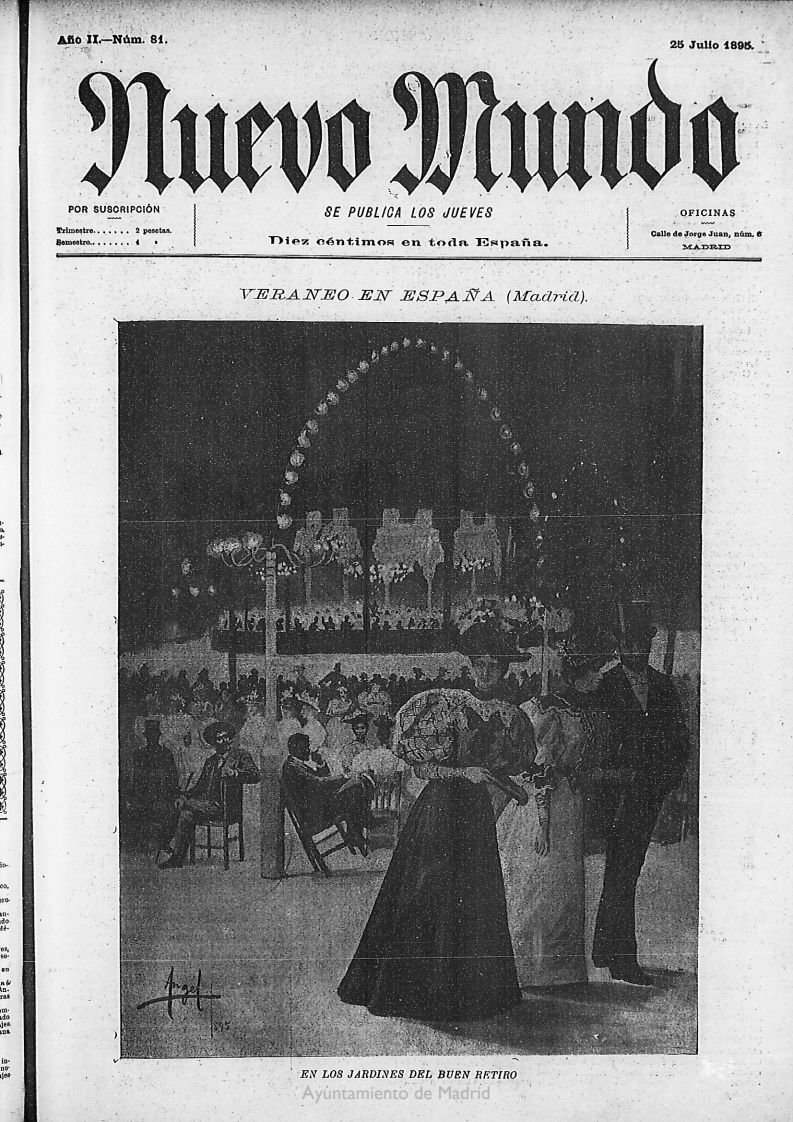 Año II.—Núm. 81.
25 Julio 1895.
Nuevo Mundo
POR SUSCRIPCIÓN
Trimestre....... 2 pesetas.
Semestre........ 4 »
SE PUBLICA LOS JUEVES
Diez céntimos en toda España.
OFICINAS
Calle de Jorge Juan, núm. 6
MADRID
VERANEO EN ESPAÑA (Madrid).
Angel
895
EN LOS JARDINES DEL BUEN RETIRO
Ayuntamiento de Madrid